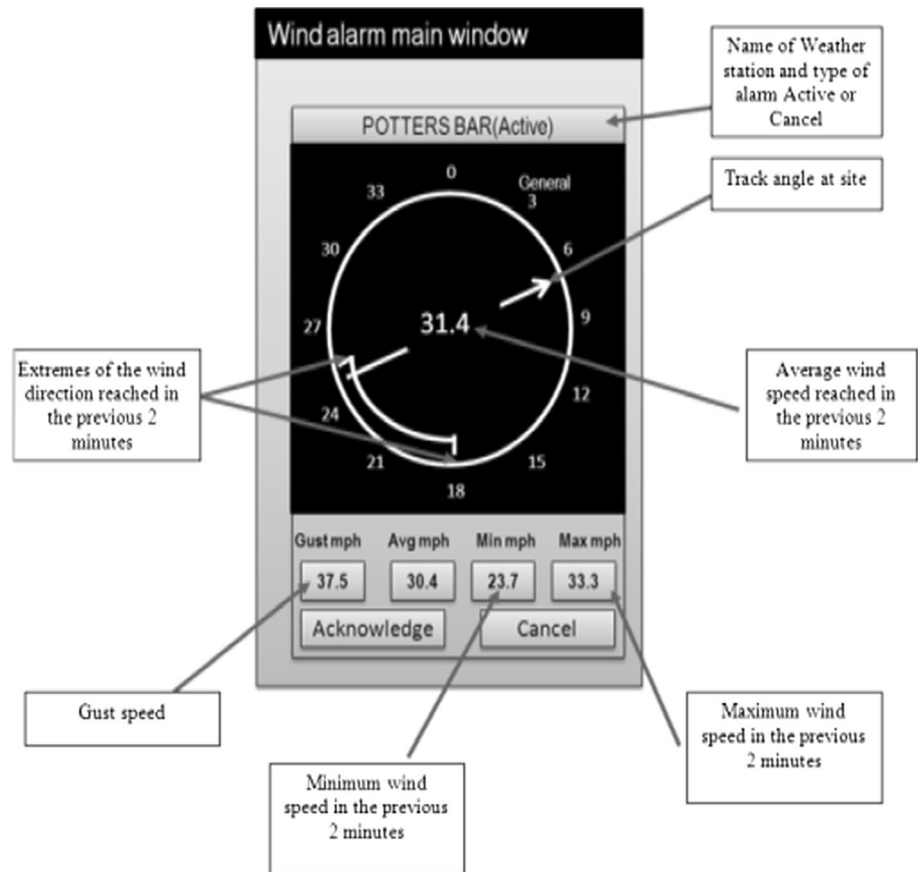 Wind alarm main window
Name of Weather
station and type of
alarm Active or
Cancel
POTTERS BAR(Active)
Track angle at site
0
General
3
33
6
30
31.4
27
9
Extremes of the wind
direction reached in
the previous 2
minutes
Average wind
speed reached in
the previous 2
minutes
12
24
21
15
18
Gust mph Avg mph Min mph Max mph
37.5 30.4 23.7 33.3
Acknowledge Cancel
Gust speed
Maximum wind
speed in the previous
2 minutes
Minimum wind
speed in the previous
2 minutes